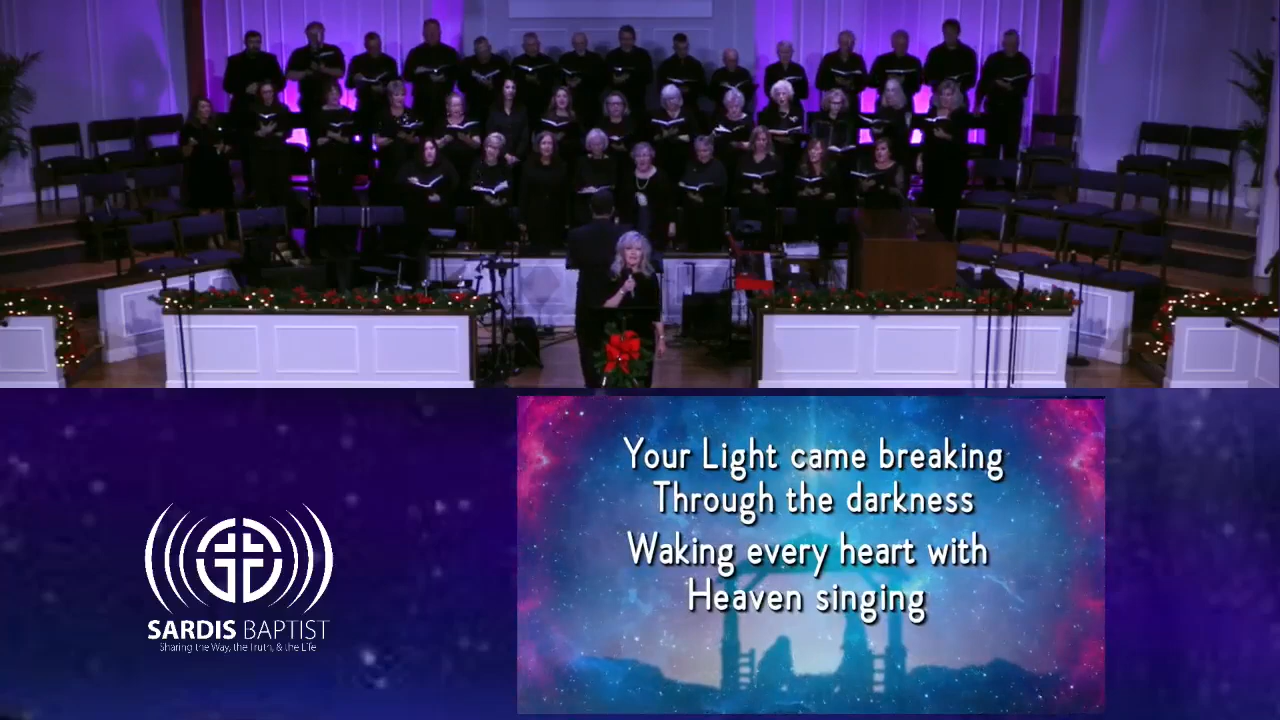 Your Light came breaking
Through the darkness
Waking every heart with
Heaven singing
SARDIS BAPTIST
Sharing the Way, the Truth, & the Life